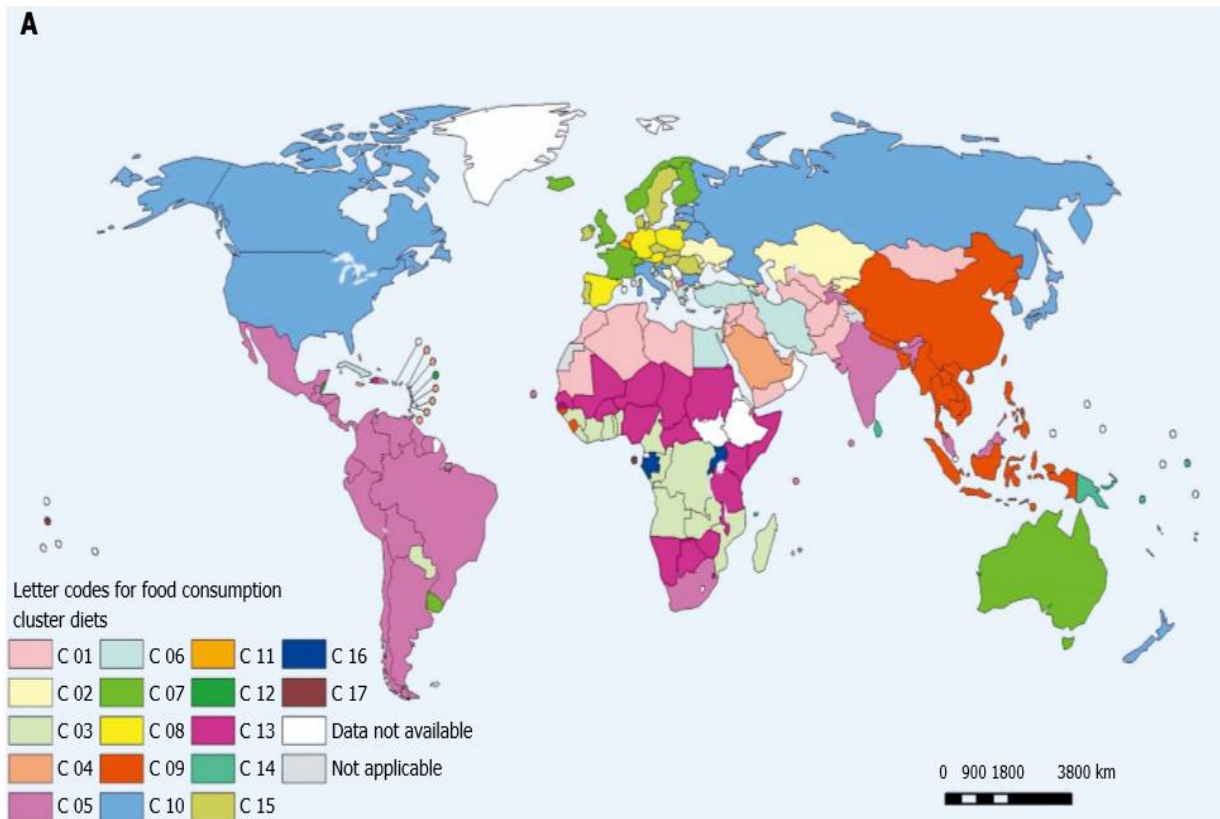 A
Letter codes for food consumption
cluster diets
C 01 C 06 C 11 C 16
C 02 C 07 C 12 C 17
C 03 C 08 C 13 Data not available
C 04 C 09 C 14 Not applicable
C 05 C 10 C 15
0 900 1800 3800 km